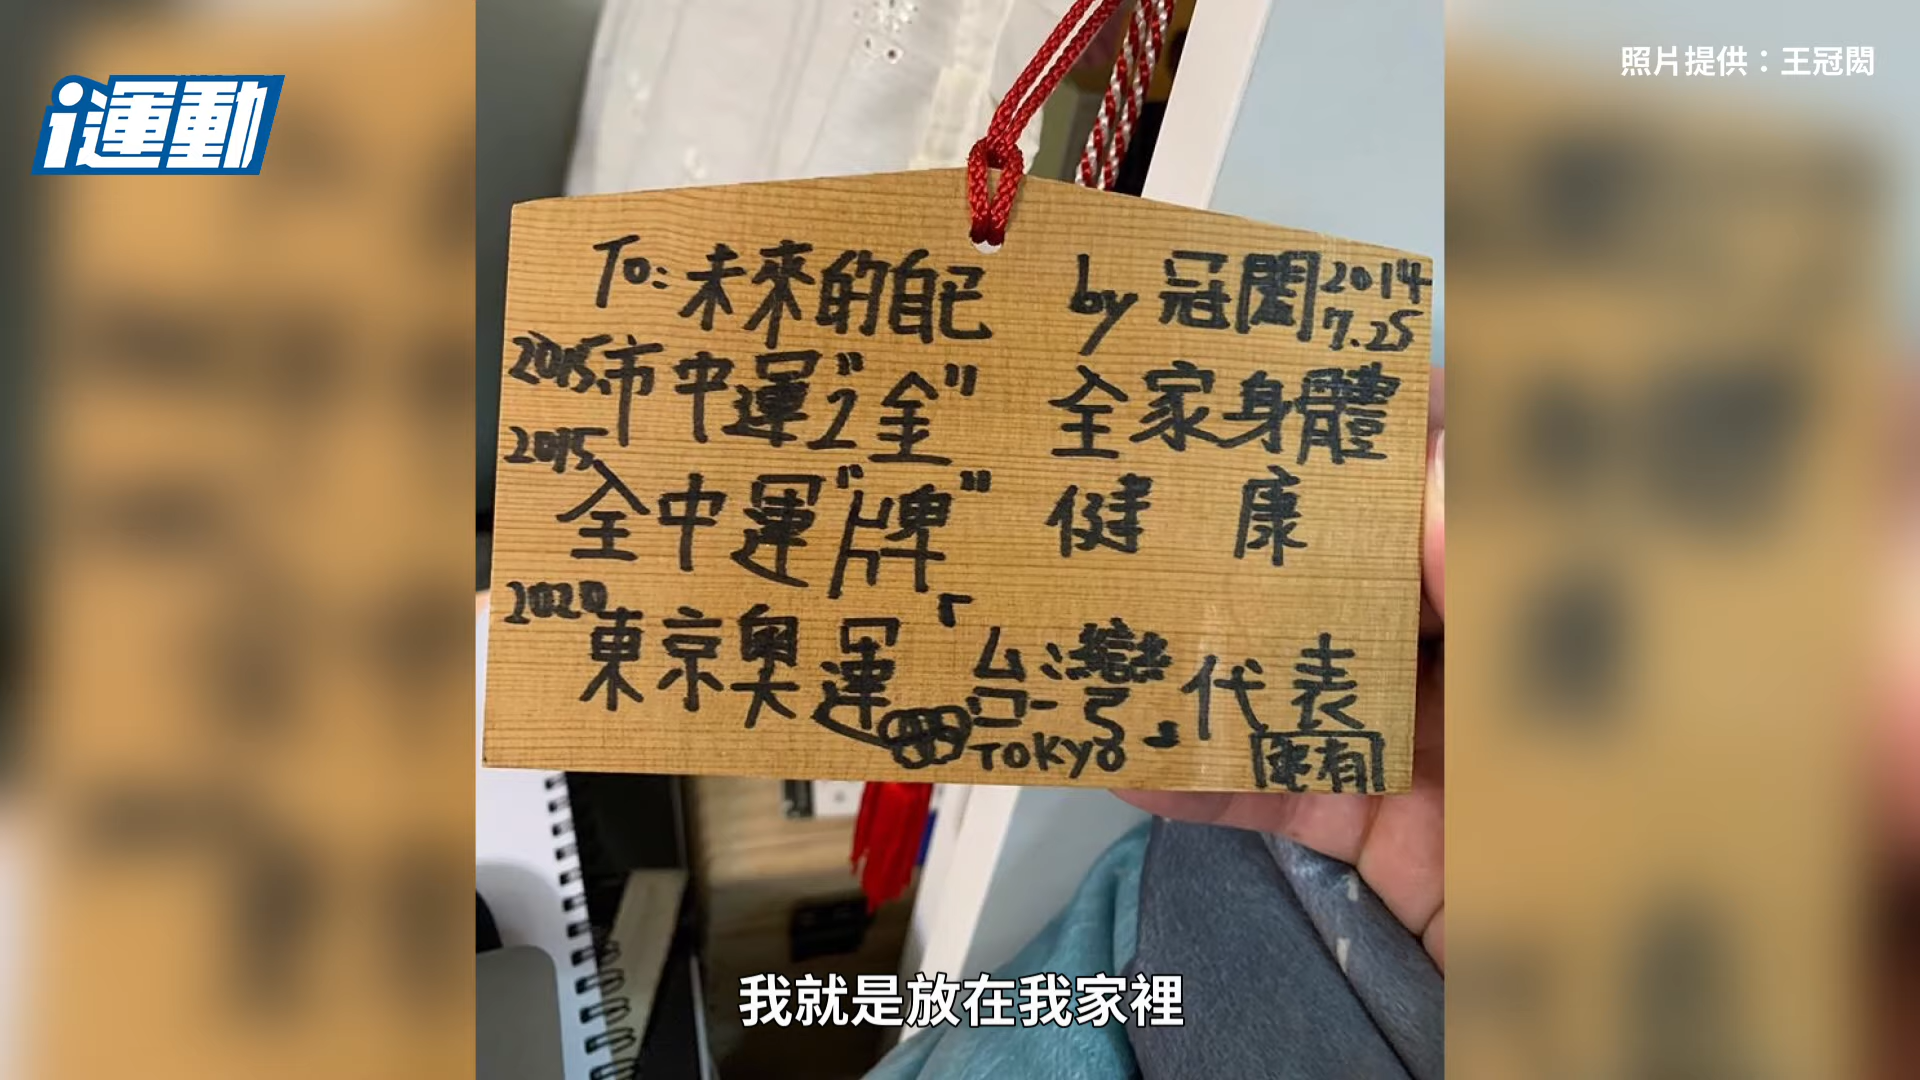 i運動
照片提供：王冠閎
To: 未來的自己 by 冠閎 2014 7.25
2015 市中運"2金" 全家身體
2015 全中運"牌" 健 康
2020 東京奧運「台灣」代表
TOKYO
我就是放在我家裡